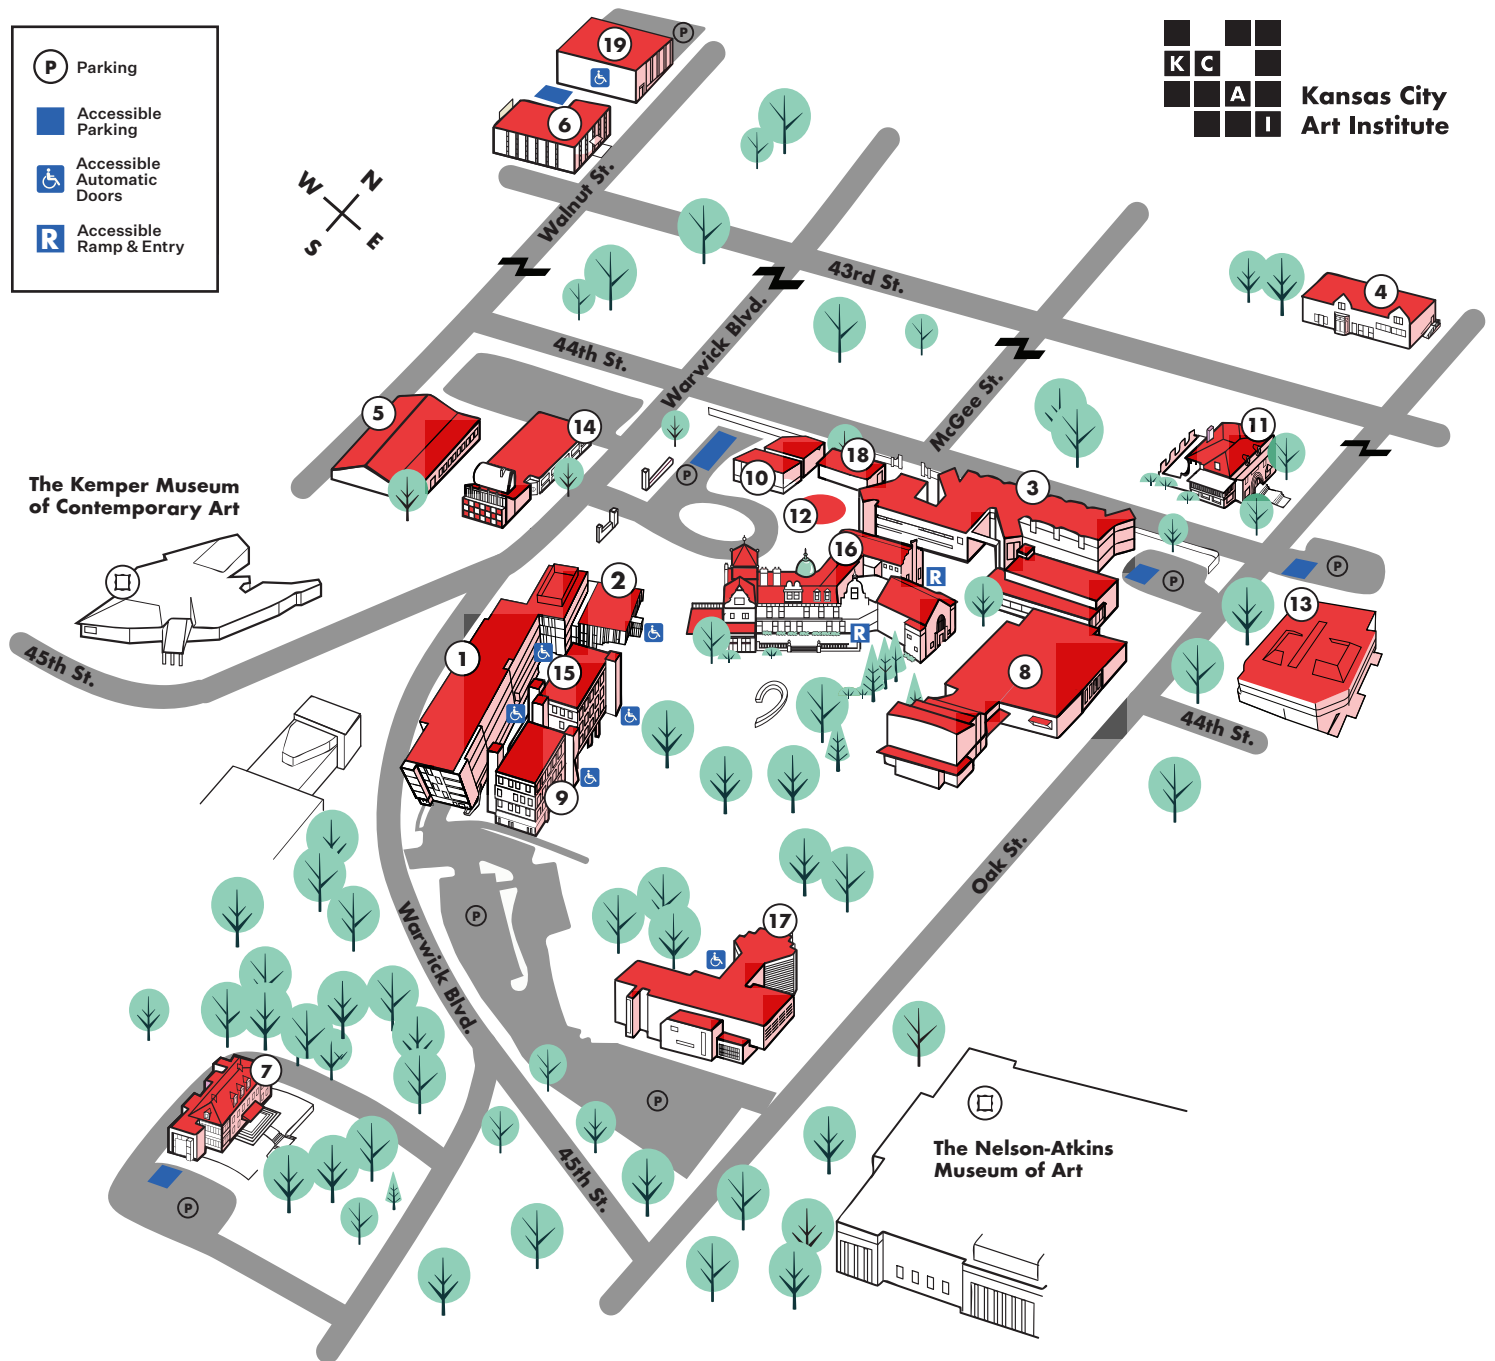 P Parking
Accessible
Parking
Accessible
Automatic
Doors
R Accessible
Ramp & Entry
W N
S E
K C
A
I
Kansas City
Art Institute
19
P
6
Walnut St.
43rd St.
4
44th St.
Warwick Blvd.
McGee St.
5
14
11
P
10
18
3
12
The Kemper Museum
of Contemporary Art
16
R
P
P
2
13
R
1
15
8
45th St.
44th St.
9
Oak St.
P
17
Warwick Blvd.
7
P
The Nelson-Atkins
Museum of Art
45th St.
P